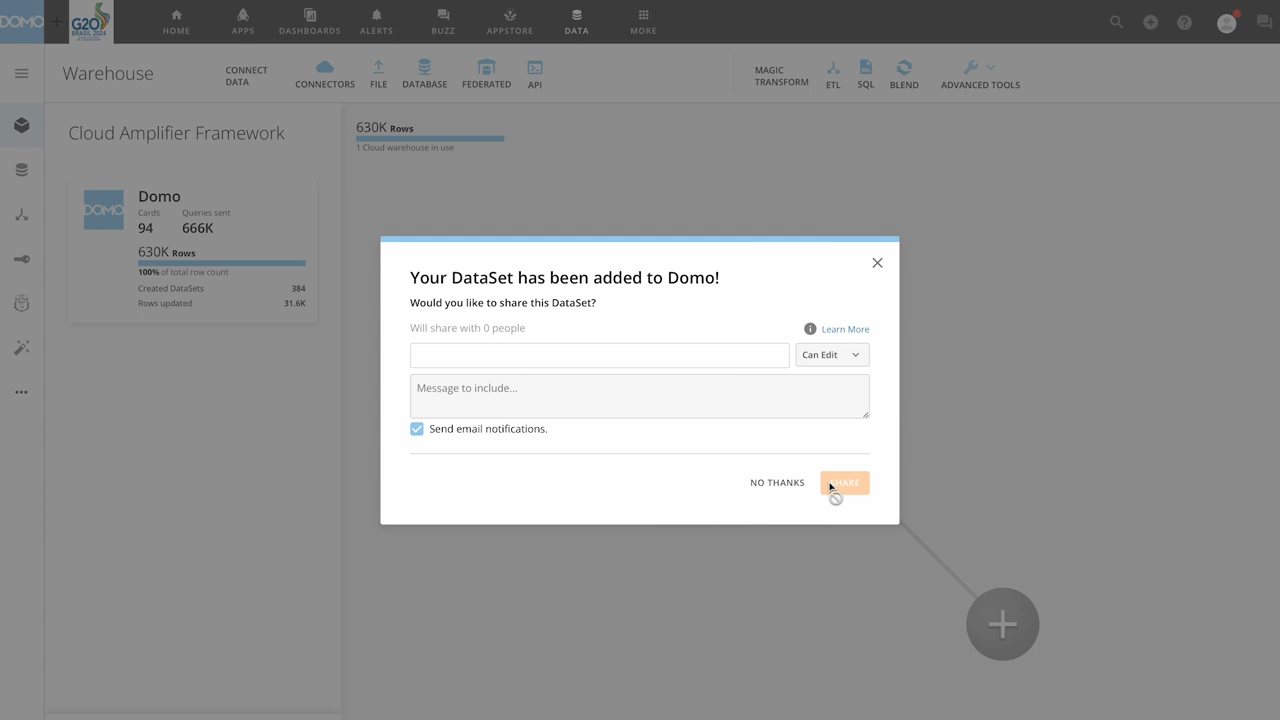 DOMO
+
G20
BRASIL 2024
HOME
APPS
DASHBOARDS
ALERTS
BUZZ
APPSTORE
DATA
MORE
Warehouse
CONNECT
DATA
CONNECTORS
FILE
DATABASE
FEDERATED
API
MAGIC
TRANSFORM
ETL
SQL
BLEND
ADVANCED TOOLS
Cloud Amplifier Framework
DOMO
Domo
Cards Queries sent
94 666K
630K Rows
100% of total row count
Created DataSets 384
Rows updated 31.6K
630K Rows
1 Cloud warehouse in use
Your DataSet has been added to Domo!
Would you like to share this DataSet?
Will share with 0 people
Learn More
Can Edit
Message to include...
Send email notifications.
NO THANKS
SHARE